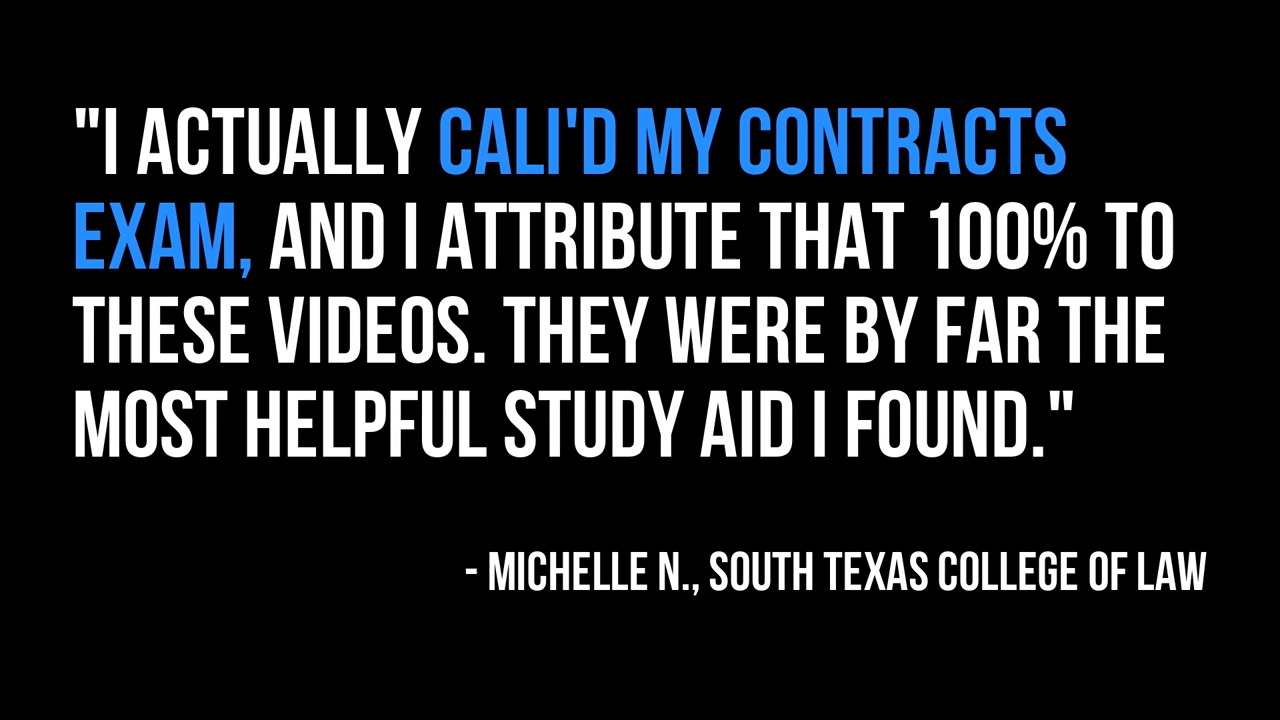 "I ACTUALLY CALI'D MY CONTRACTS
EXAM, AND I ATTRIBUTE THAT 100% TO
THESE VIDEOS. THEY WERE BY FAR THE
MOST HELPFUL STUDY AID I FOUND."
- MICHELLE N., SOUTH TEXAS COLLEGE OF LAW